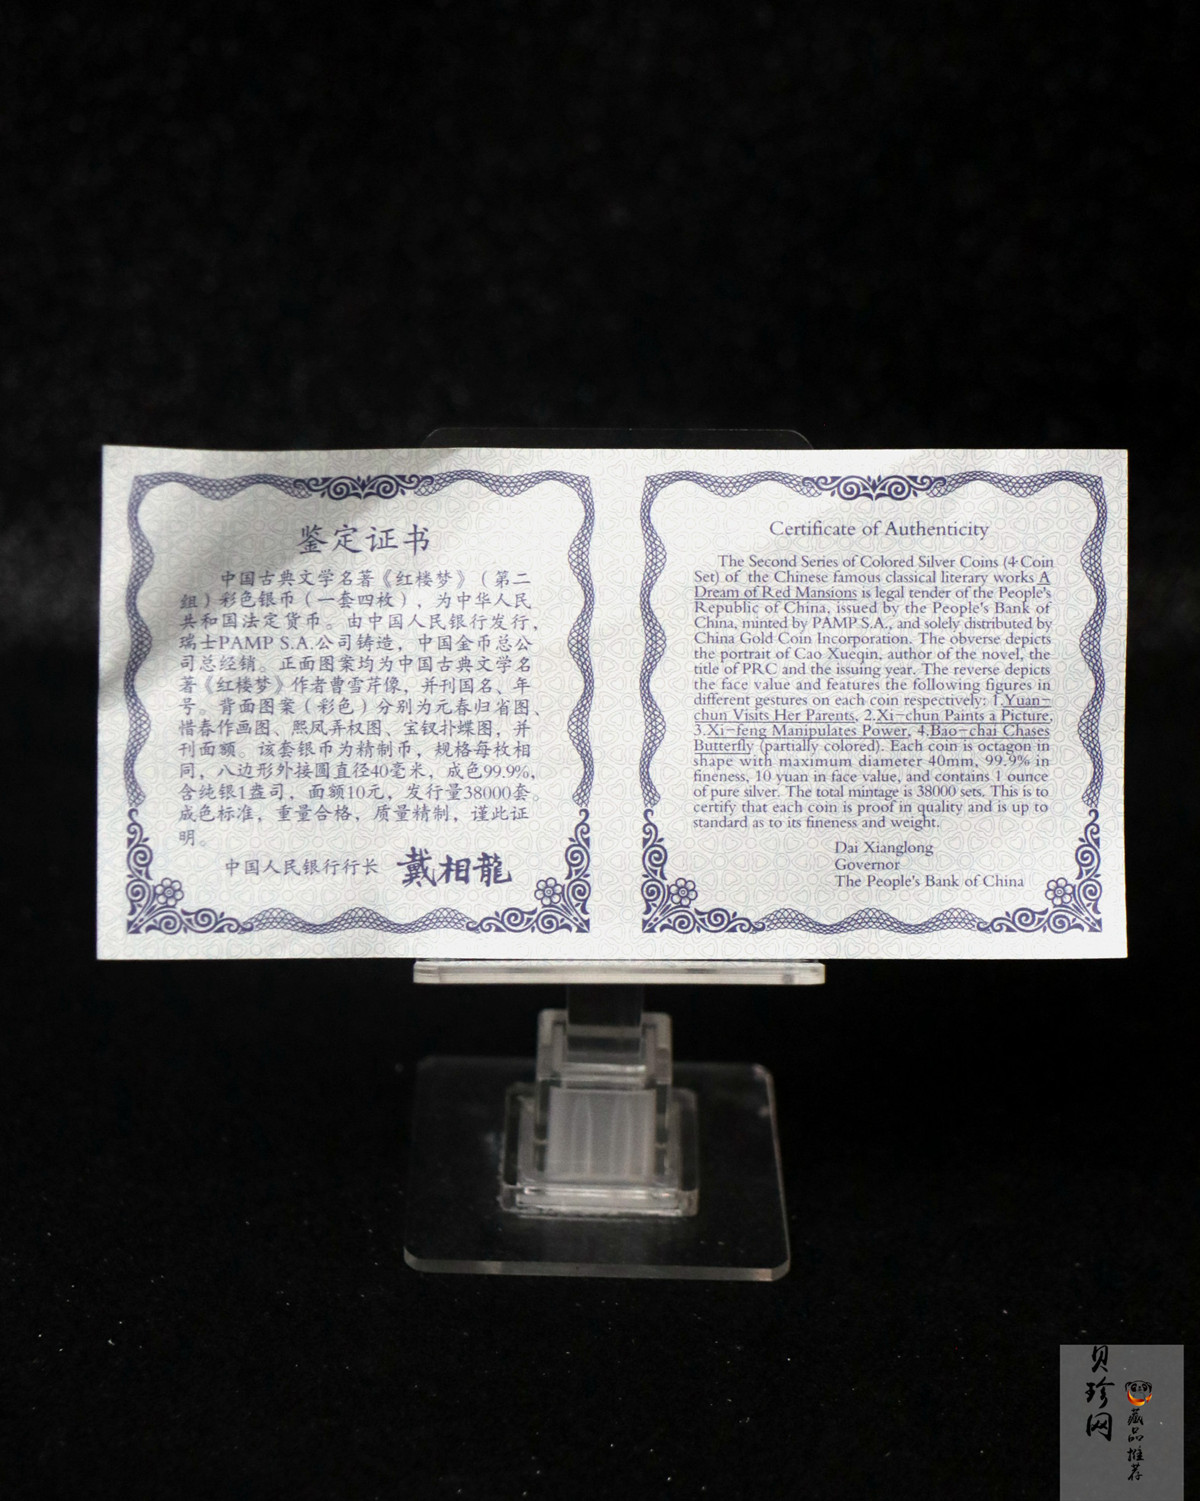 鉴定证书
中国古典文学名著《红楼梦》（第二
组）彩色银币（一套四枚），为中华人民
共和国法定货币。由中国人民银行发行，
瑞士PAMP S.A.公司铸造，中国金币总公
司总经销。正面图案均为中国古典文学名
著《红楼梦》作者曹雪芹像，并刊国名、年
号。背面图案（彩色）分别为元春归省图、
惜春作画图、熙凤弄权图、宝钗扑蝶图，并
刊面额。该套银币为精制币，规格每枚相
同，八边形外接圆直径40毫米，成色99.9%，
含纯银1盎司，面额10元，发行量38000套。
成色标准，重量合格，质量精制，谨此证
明。
中国人民银行行长 戴相龍
Certificate of Authenticity
The Second Series of Colored Silver Coins (4-Coin
Set) of the Chinese famous classical literary works A
Dream of Red Mansions is legal tender of the People's
Republic of China, issued by the People's Bank of
China, minted by PAMP S.A., and solely distributed by
China Gold Coin Incorporation. The obverse depicts
the portrait of Cao Xueqin, author of the novel, the
title of PRC and the issuing year. The reverse depicts
the face value and features the following figures in
different gestures on each coin respectively: 1.Yuan-
chun Visits Her Parents, 2.Xi-chun Paints a Picture,
3.Xi-feng Manipulates Power, 4.Bao-chai Chases
Butterfly (partially colored). Each coin is octagon in
shape with maximum diameter 40mm, 99.9% in
fineness, 10 yuan in face value, and contains 1 ounce
of pure silver. The total mintage is 38000 sets. This is to
certify that each coin is proof in quality and is up to
standard as to its fineness and weight.
Dai Xianglong
Governor
The People's Bank of China
贝珍网
藏品推荐